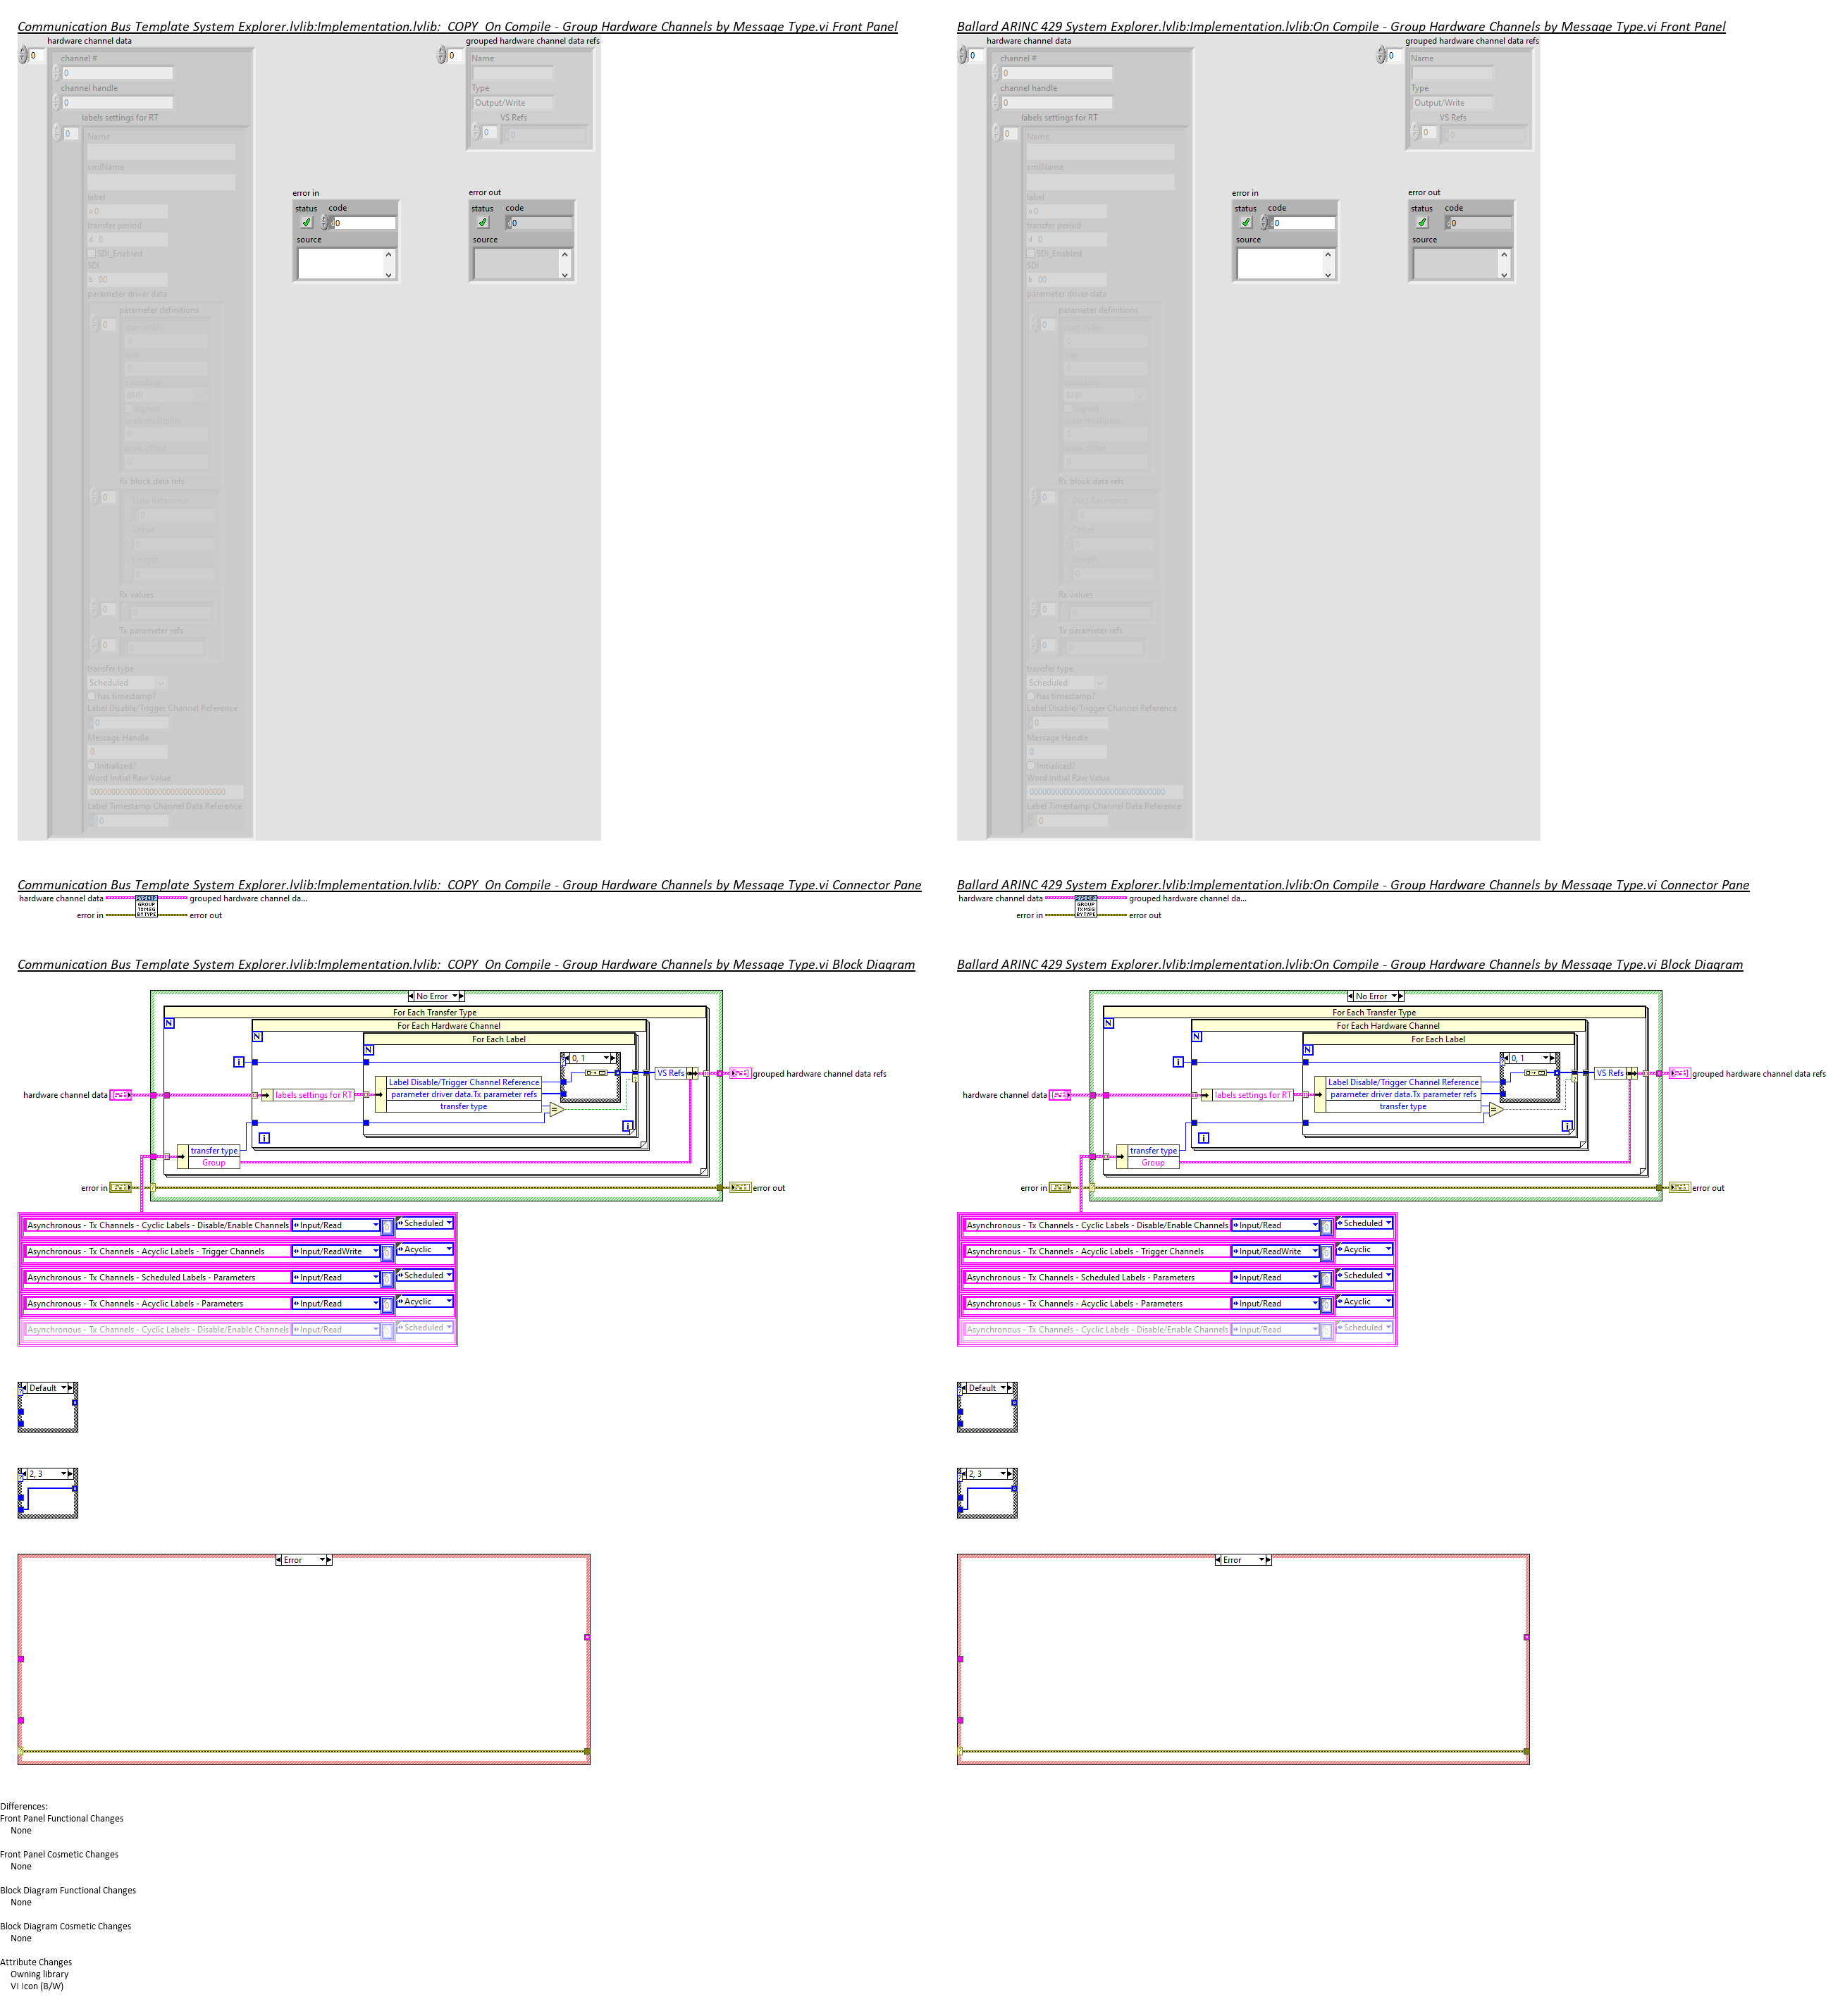 Communication Bus Template System Explorer.lvlib:Implementation.lvlib:_COPY_On Compile - Group Hardware Channels by Message Type.vi Front Panel
hardware channel data
0
channel #
0
channel handle
0
labels settings for RT
0
Name
xmlName
label
0
transfer period
d 0
SDI_Enabled
SDI
b 00
parameter driver data
parameter definitions
0
0
0
BNR
0
0
Rx block data refs
0
Data Reference
0
Offset
0
Length
0
Rx values
0
0
Tx parameter refs
0
0
transfer type
Scheduled
has timestamp?
Label Disable/Trigger Channel Reference
0
Message Handle
0
Initialized?
Word Initial Raw Value
Label Timestamp Channel Data Reference
0
grouped hardware channel data refs
0
Name
Type
Output/Write
VS Refs
0
0
error in
status code
0
source
error out
status code
0
source
Ballard ARINC 429 System Explorer.lvlib:Implementation.lvlib:On Compile - Group Hardware Channels by Message Type.vi Front Panel
hardware channel data
0
channel #
0
channel handle
0
labels settings for RT
0
Name
xmlName
label
0
transfer period
d 0
SDI_Enabled
SDI
b 00
parameter driver data
parameter definitions
0
0
0
BNR
0
0
Rx block data refs
0
Data Reference
0
Offset
0
Length
0
Rx values
0
0
Tx parameter refs
0
0
transfer type
Scheduled
has timestamp?
Label Disable/Trigger Channel Reference
0
Message Handle
0
Initialized?
Word Initial Raw Value
Label Timestamp Channel Data Reference
0
grouped hardware channel data refs
0
Name
Type
Output/Write
VS Refs
0
0
error in
status code
0
source
error out
status code
0
source
Communication Bus Template System Explorer.lvlib:Implementation.lvlib:_COPY_On Compile - Group Hardware Channels by Message Type.vi Connector Pane
hardware channel data
error in
SYSEXP
GROUP
TX MSG
BY TYPE
grouped hardware channel da...
error out
Ballard ARINC 429 System Explorer.lvlib:Implementation.lvlib:On Compile - Group Hardware Channels by Message Type.vi Connector Pane
hardware channel data
error in
SYSEXP
GROUP
TX MSG
BY TYPE
grouped hardware channel da...
error out
Communication Bus Template System Explorer.lvlib:Implementation.lvlib:_COPY_On Compile - Group Hardware Channels by Message Type.vi Block Diagram
No Error
For Each Transfer Type
N
For Each Hardware Channel
N
For Each Label
N
0, 1
i
Label Disable/Trigger Channel Reference
parameter driver data.Tx parameter refs
transfer type
=
VS Refs
grouped hardware channel data refs
hardware channel data
labels settings for RT
i
i
transfer type
Group
error in
error out
Asynchronous - Tx Channels - Cyclic Labels - Disable/Enable Channels Input/Read Scheduled
Asynchronous - Tx Channels - Acyclic Labels - Trigger Channels Input/ReadWrite Acyclic
Asynchronous - Tx Channels - Scheduled Labels - Parameters Input/Read Scheduled
Asynchronous - Tx Channels - Acyclic Labels - Parameters Input/Read Acyclic
Asynchronous - Tx Channels - Cyclic Labels - Disable/Enable Channels Input/Read Scheduled
Default
2, 3
Error
Ballard ARINC 429 System Explorer.lvlib:Implementation.lvlib:On Compile - Group Hardware Channels by Message Type.vi Block Diagram
No Error
For Each Transfer Type
N
For Each Hardware Channel
N
For Each Label
N
0, 1
i
Label Disable/Trigger Channel Reference
parameter driver data.Tx parameter refs
transfer type
=
VS Refs
grouped hardware channel data refs
hardware channel data
labels settings for RT
i
i
transfer type
Group
error in
error out
Asynchronous - Tx Channels - Cyclic Labels - Disable/Enable Channels Input/Read Scheduled
Asynchronous - Tx Channels - Acyclic Labels - Trigger Channels Input/ReadWrite Acyclic
Asynchronous - Tx Channels - Scheduled Labels - Parameters Input/Read Scheduled
Asynchronous - Tx Channels - Acyclic Labels - Parameters Input/Read Acyclic
Asynchronous - Tx Channels - Cyclic Labels - Disable/Enable Channels Input/Read Scheduled
Default
2, 3
Error
Differences:
Front Panel Functional Changes
None
Front Panel Cosmetic Changes
None
Block Diagram Functional Changes
None
Block Diagram Cosmetic Changes
None
Attribute Changes
Owning library
VI Icon (B/W)